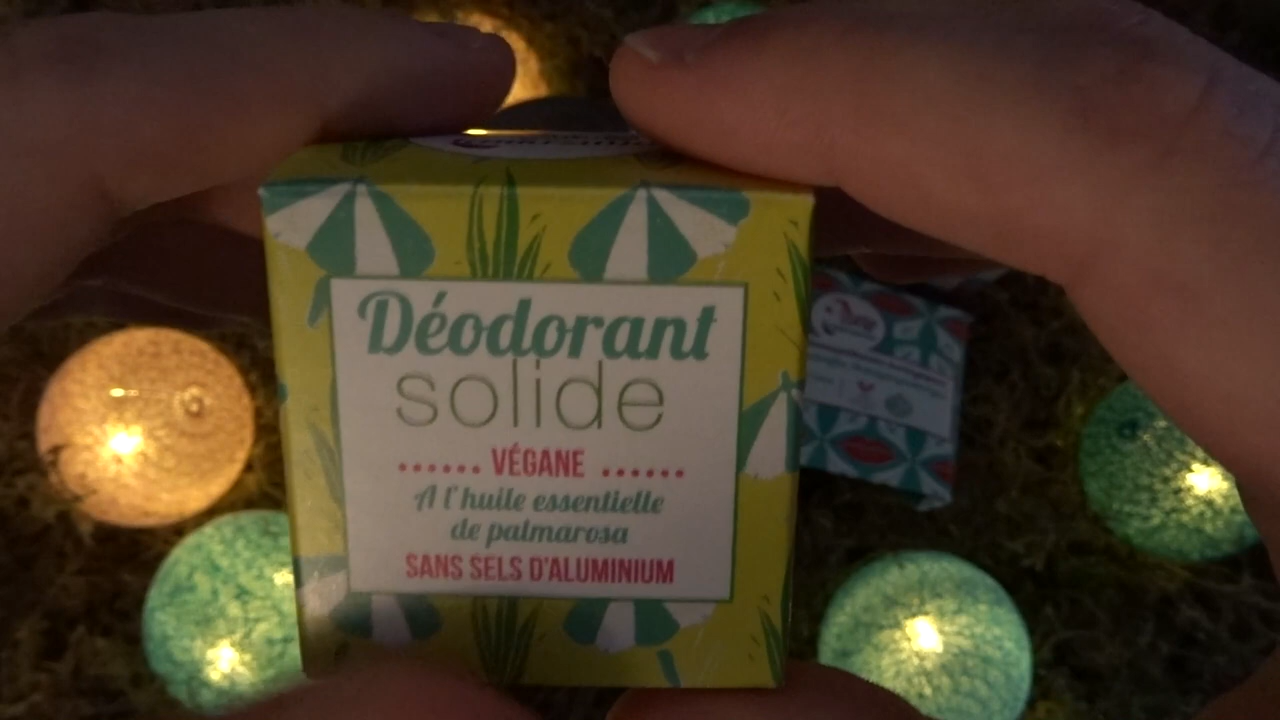 Déodorant
solide
...... VÉGANE ......
A l'huile essentielle
de palmarosa
SANS SELS D'ALUMINIUM